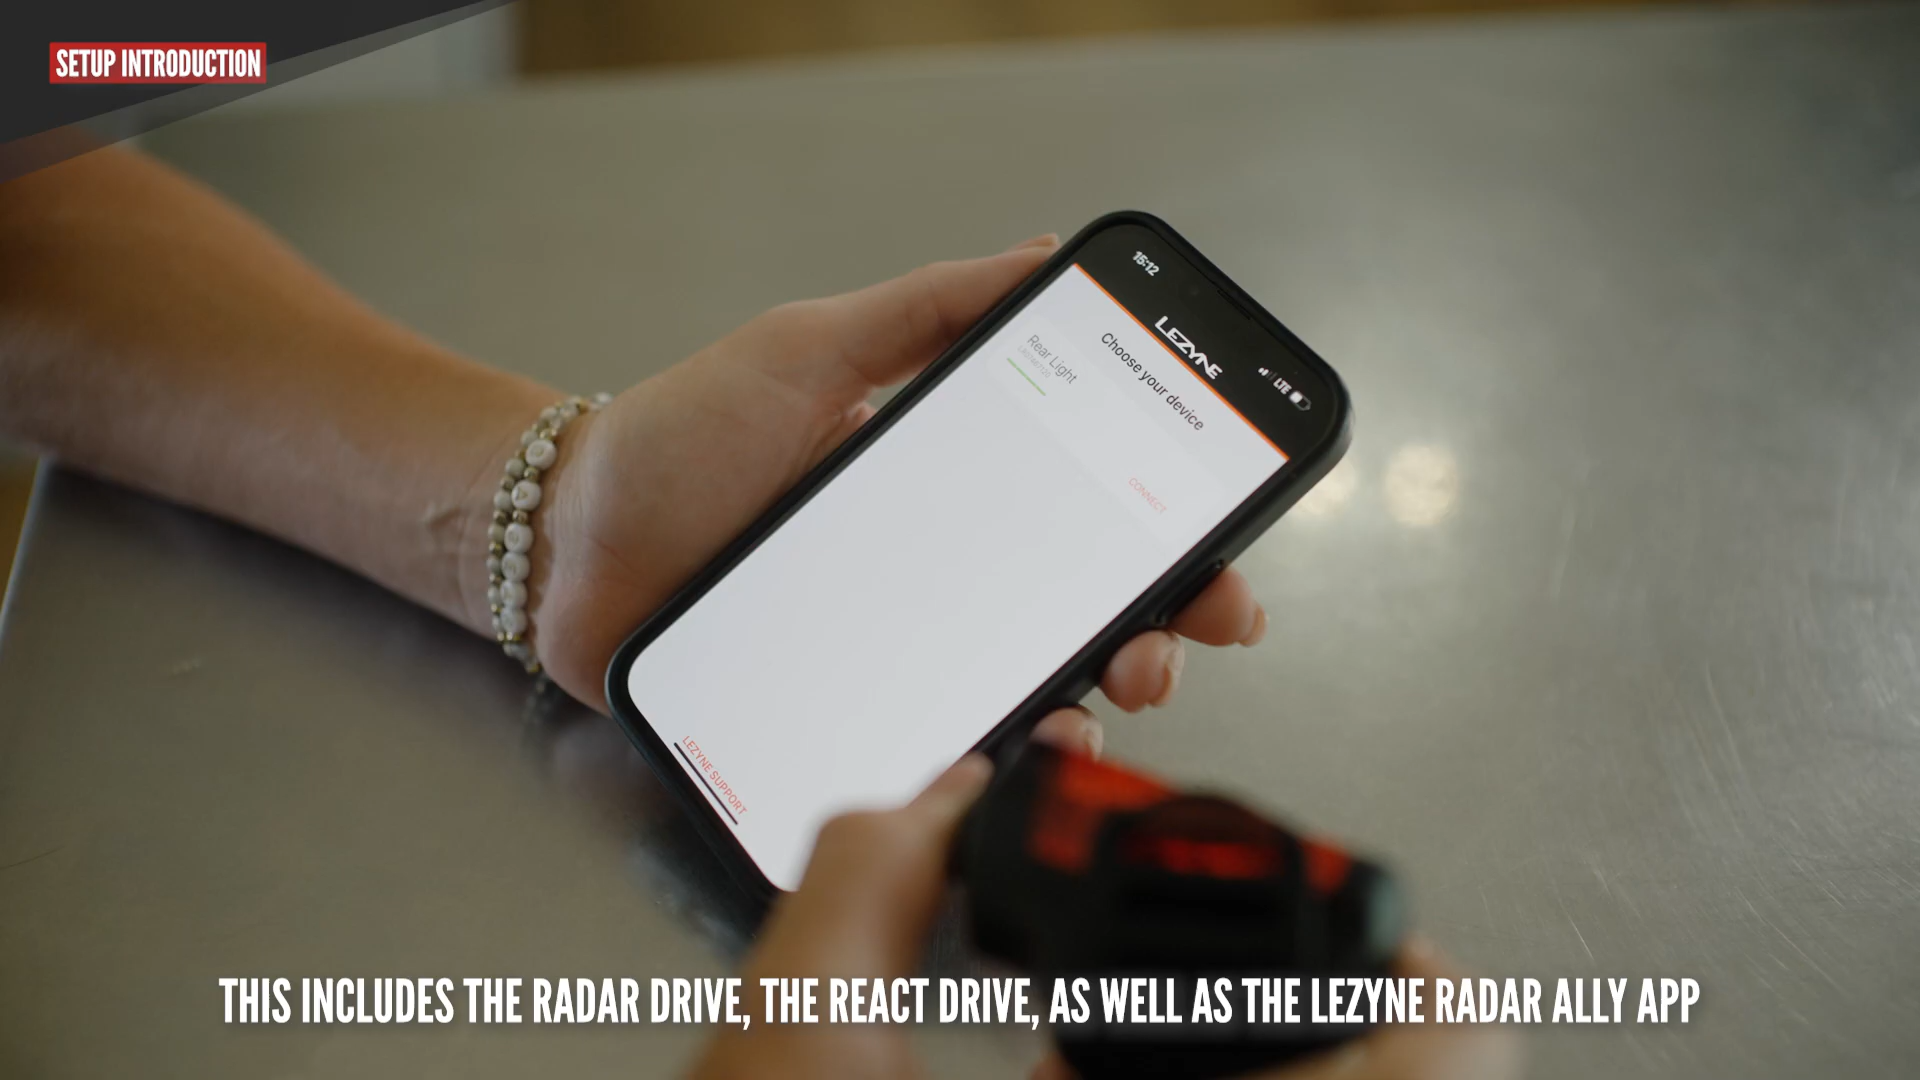 SETUP INTRODUCTION
15:12
LTE
LEZYNE
Choose your device
Rear Light
CONNECT
LEZYNE SUPPORT
THIS INCLUDES THE RADAR DRIVE, THE REACT DRIVE, AS WELL AS THE LEZYNE RADAR ALLY APP